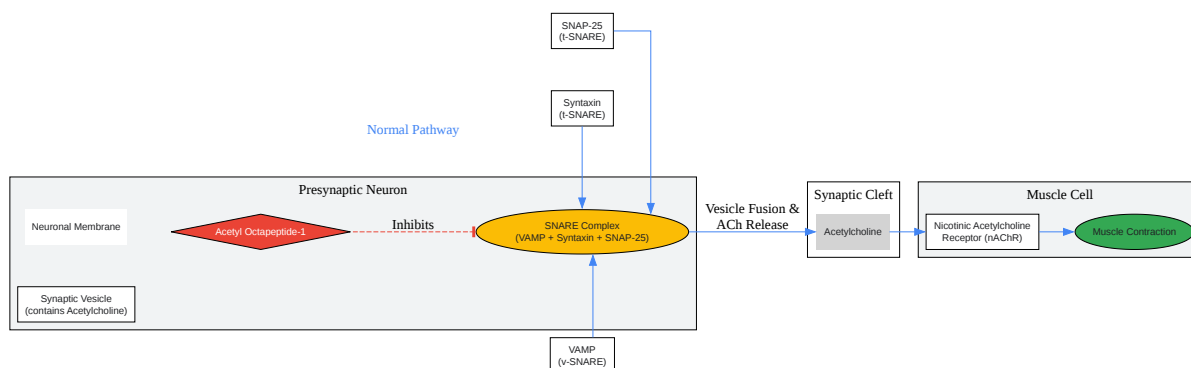 SNAP-25
(t-SNARE)
Syntaxin
(t-SNARE)
Normal Pathway
Presynaptic Neuron
Neuronal Membrane
Acetyl Octapeptide-1
Inhibits
SNARE Complex
(VAMP + Syntaxin + SNAP-25)
Synaptic Vesicle
(contains Acetylcholine)
VAMP
(v-SNARE)
Vesicle Fusion &
ACh Release
Synaptic Cleft
Acetylcholine
Muscle Cell
Nicotinic Acetylcholine
Receptor (nAChR)
Muscle Contraction